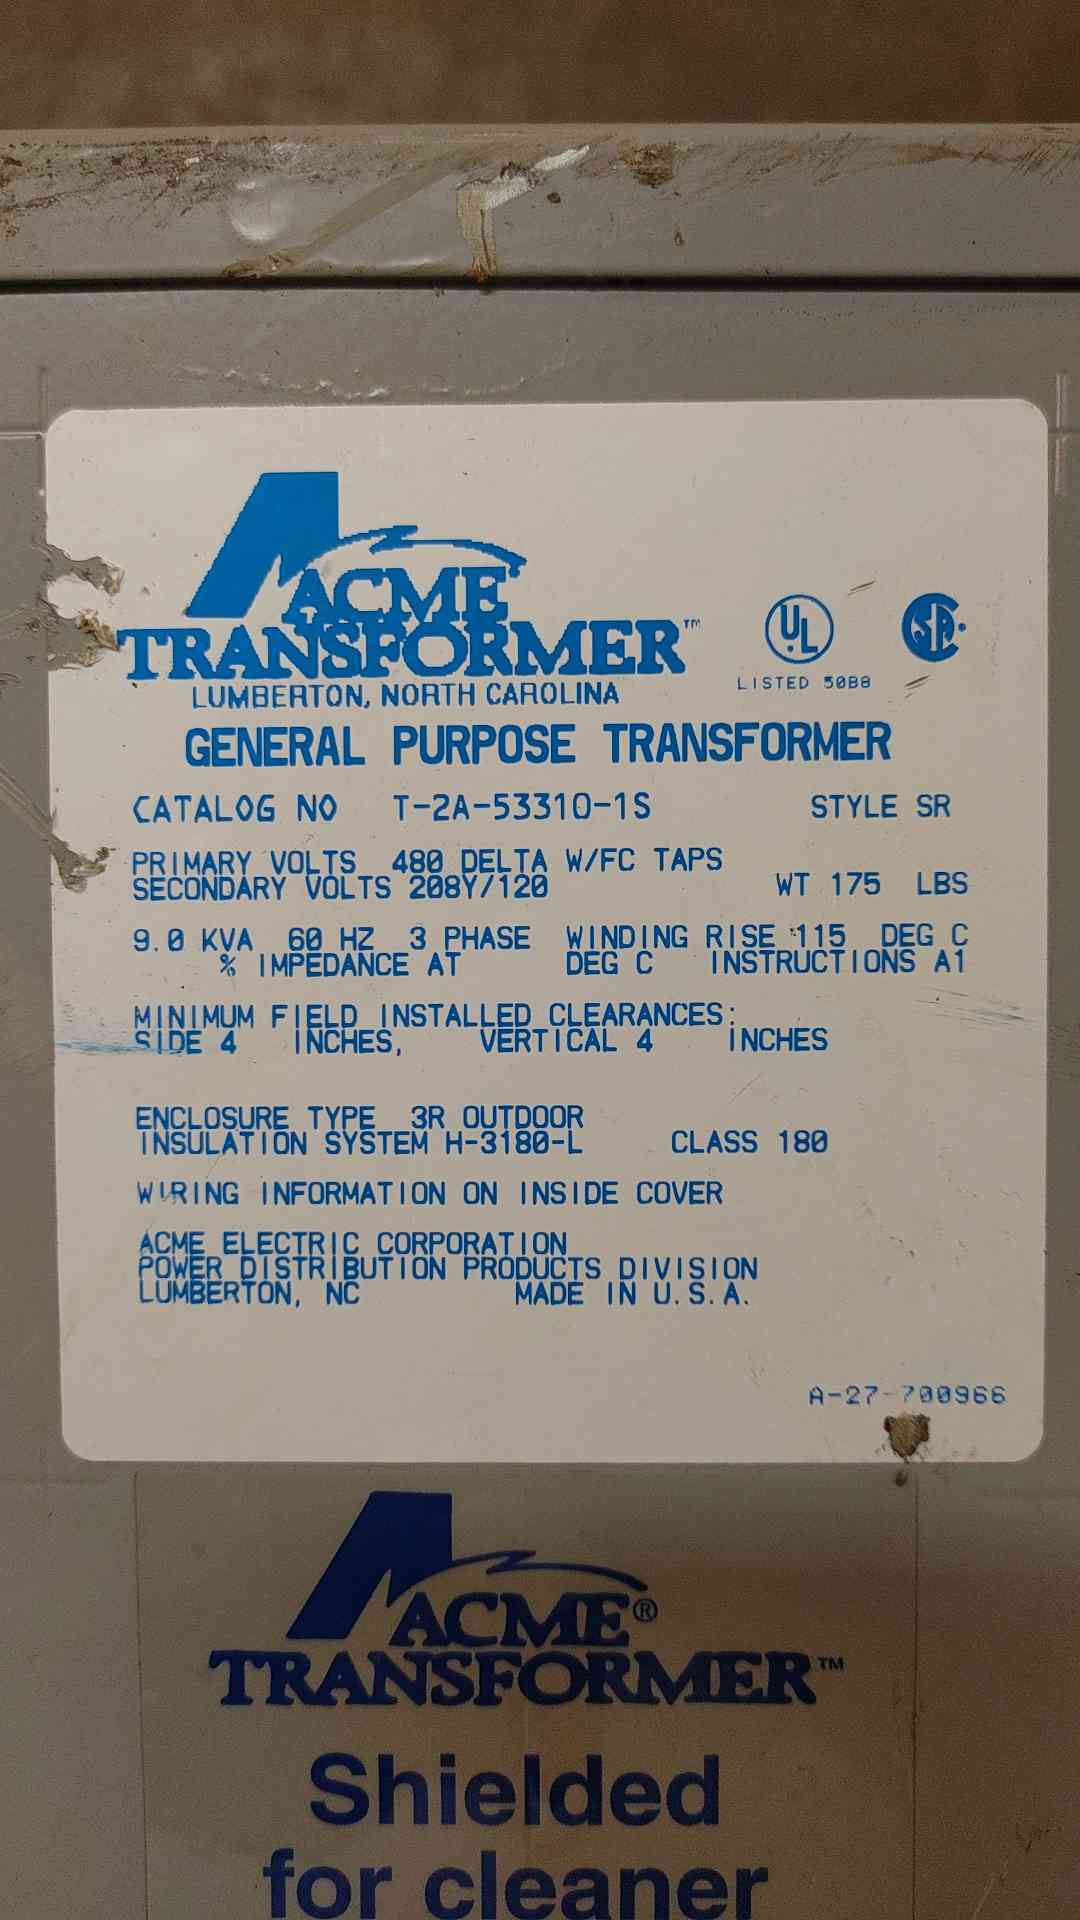 ACME
TRANSFORMER™
LUMBERTON, NORTH CAROLINA
UL
LISTED 50B8
SA
GENERAL PURPOSE TRANSFORMER
CATALOG NO T-2A-53310-1S STYLE SR
PRIMARY VOLTS 480 DELTA W/FC TAPS
SECONDARY VOLTS 208Y/120 WT 175 LBS
9.0 KVA 60 HZ 3 PHASE WINDING RISE 115 DEG C
% IMPEDANCE AT DEG C INSTRUCTIONS A1
MINIMUM FIELD INSTALLED CLEARANCES:
SIDE 4 INCHES, VERTICAL 4 INCHES
ENCLOSURE TYPE 3R OUTDOOR
INSULATION SYSTEM H-3180-L CLASS 180
WIRING INFORMATION ON INSIDE COVER
ACME ELECTRIC CORPORATION
POWER DISTRIBUTION PRODUCTS DIVISION
LUMBERTON, NC MADE IN U.S.A.
A-27-700966
ACME®
TRANSFORMER™
Shielded
for cleaner